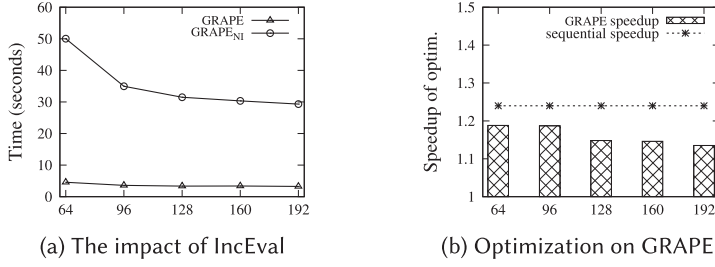 60
50
40
30
20
10
0
64 96 128 160 192
Time (seconds)
GRAPE
GRAPE_NI
(a) The impact of IncEval
1.5
1.4
1.3
1.2
1.1
1
64 96 128 160 192
Speedup of optim.
GRAPE speedup
sequential speedup
(b) Optimization on GRAPE